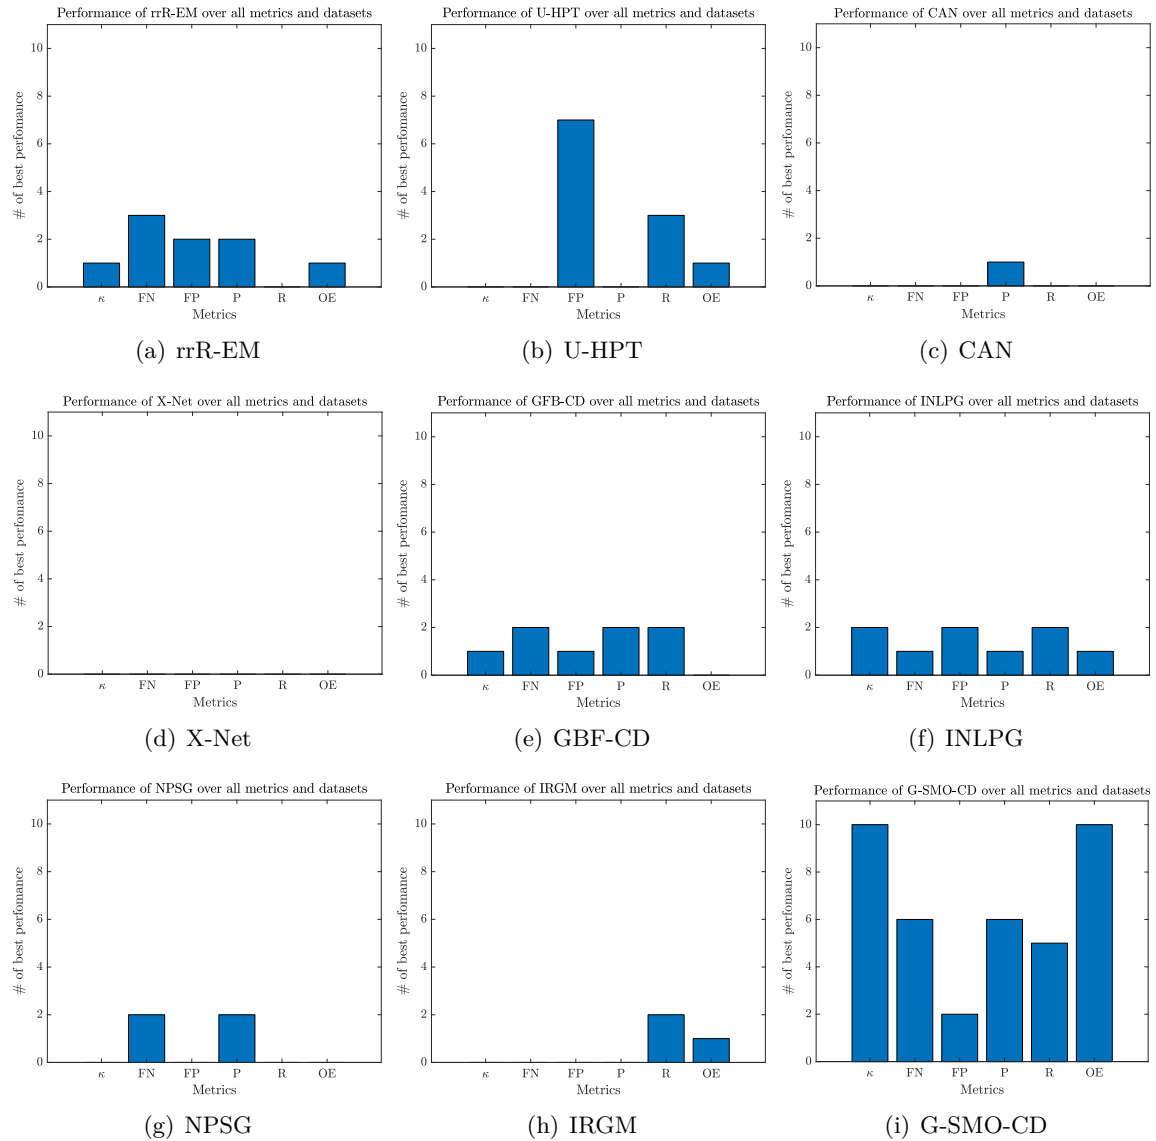 Performance of rrR-EM over all metrics and datasets
10
8
6
4
2
0
# of best perfomance
κ FN FP P R OE
Metrics
(a) rrR-EM
Performance of U-HPT over all metrics and datasets
10
8
6
4
2
0
# of best perfomance
κ FN FP P R OE
Metrics
(b) U-HPT
Performance of CAN over all metrics and datasets
10
8
6
4
2
0
# of best perfomance
κ FN FP P R OE
Metrics
(c) CAN
Performance of X-Net over all metrics and datasets
10
8
6
4
2
0
# of best perfomance
κ FN FP P R OE
Metrics
(d) X-Net
Performance of GFB-CD over all metrics and datasets
10
8
6
4
2
0
# of best perfomance
κ FN FP P R OE
Metrics
(e) GBF-CD
Performance of INLPG over all metrics and datasets
10
8
6
4
2
0
# of best perfomance
κ FN FP P R OE
Metrics
(f) INLPG
Performance of NPSG over all metrics and datasets
10
8
6
4
2
0
# of best perfomance
κ FN FP P R OE
Metrics
(g) NPSG
Performance of IRGM over all metrics and datasets
10
8
6
4
2
0
# of best perfomance
κ FN FP P R OE
Metrics
(h) IRGM
Performance of G-SMO-CD over all metrics and datasets
10
8
6
4
2
0
# of best perfomance
κ FN FP P R OE
Metrics
(i) G-SMO-CD